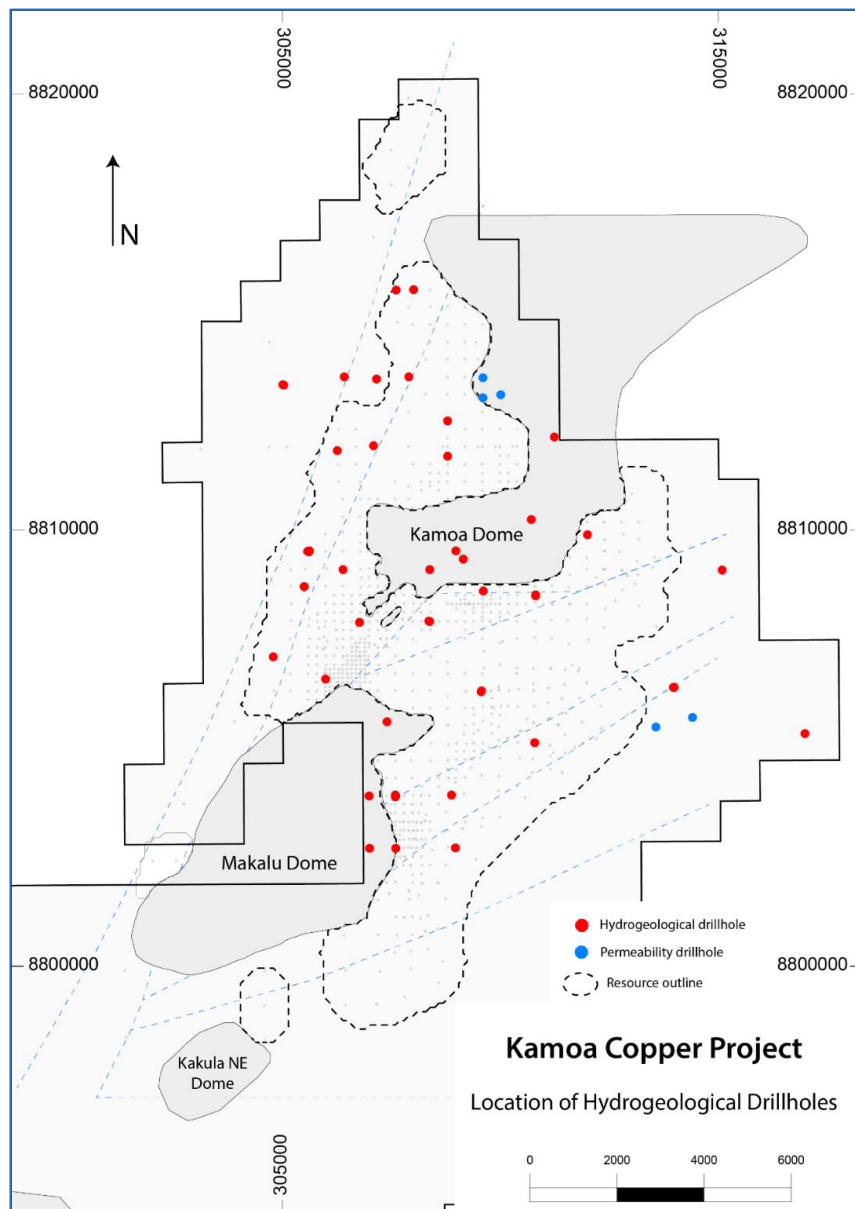 305000
315000
8820000
8820000
N
8810000
8810000
Kamoa Dome
Makalu Dome
Hydrogeological drillhole
Permeability drillhole
8800000
8800000
Resource outline
Kamoa Copper Project
Kakula NE
Dome
Location of Hydrogeological Drillholes
305000
0
2000
4000
6000